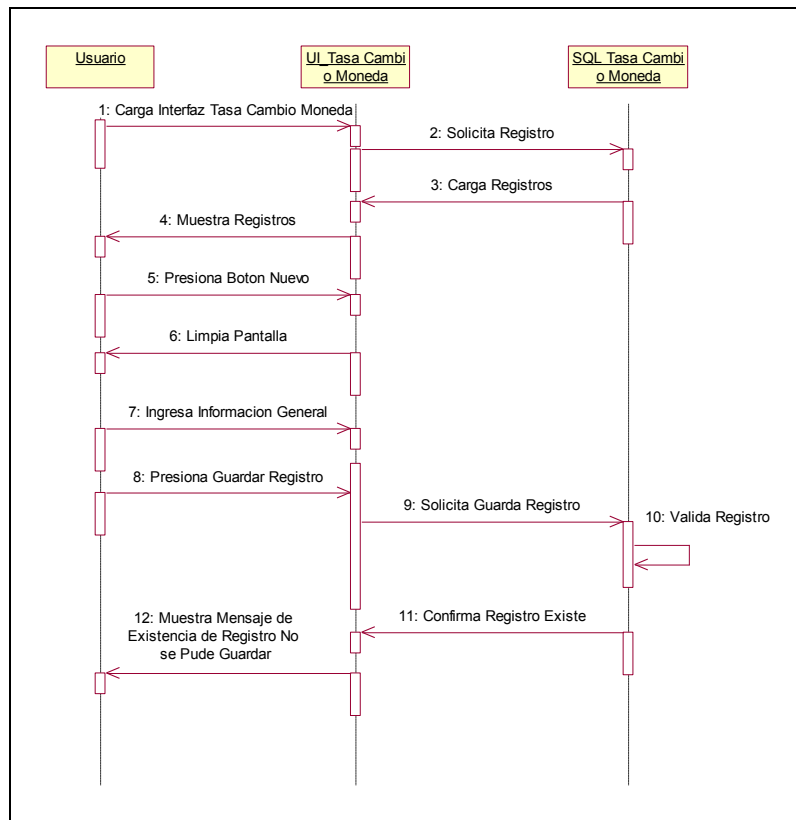 Usuario
UI_Tasa Cambi
o Moneda
SQL Tasa Cambi
o Moneda
1: Carga Interfaz Tasa Cambio Moneda
2: Solicita Registro
3: Carga Registros
4: Muestra Registros
5: Presiona Boton Nuevo
6: Limpia Pantalla
7: Ingresa Informacion General
8: Presiona Guardar Registro
9: Solicita Guarda Registro
10: Valida Registro
11: Confirma Registro Existe
12: Muestra Mensaje de
Existencia de Registro No
se Pude Guardar